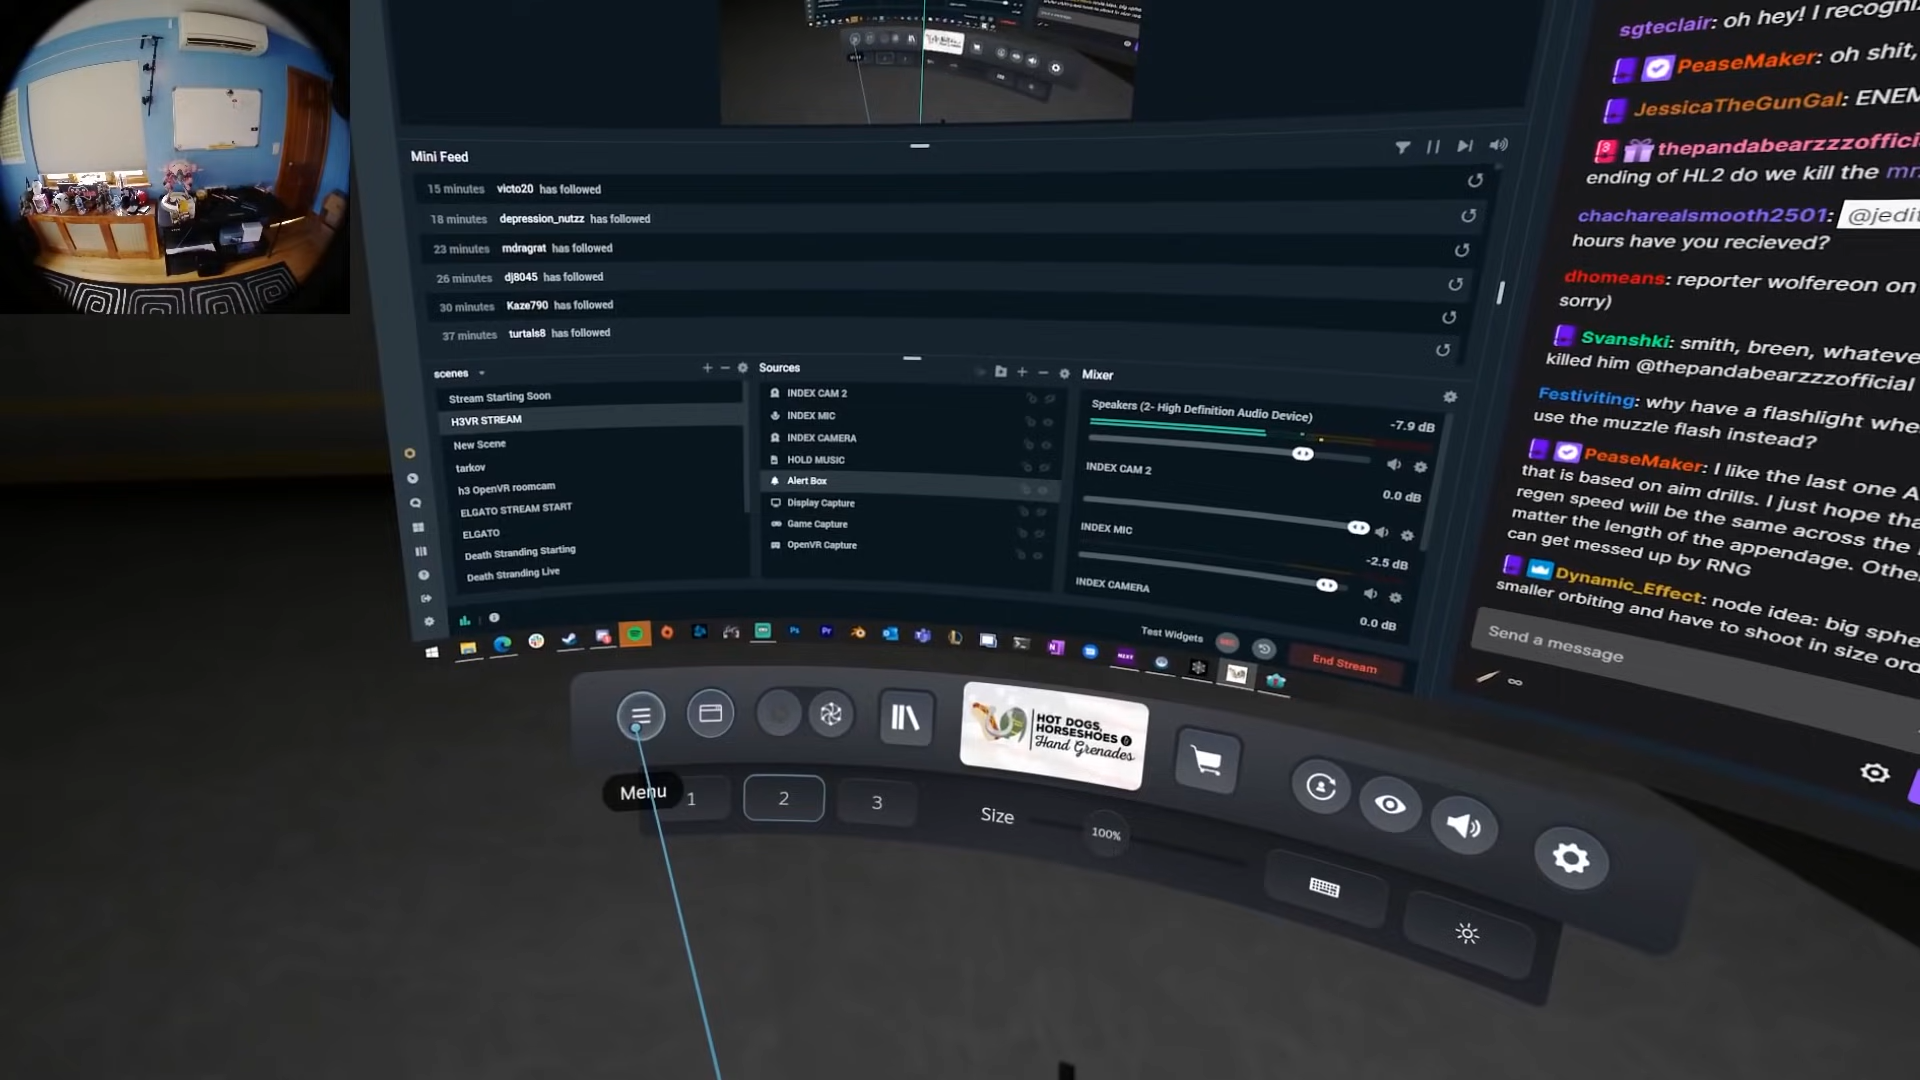 Mini Feed
15 minutes victo20 has followed
18 minutes depression_nutzz has followed
23 minutes mdragrat has followed
26 minutes dj8045 has followed
30 minutes Kaze790 has followed
37 minutes turtals8 has followed
scenes
Stream Starting Soon
H3VR STREAM
New Scene
tarkov
h3 OpenVR roomcam
ELGATO STREAM START
ELGATO
Death Stranding Starting
Death Stranding Live
Sources
INDEX CAM 2
INDEX MIC
INDEX CAMERA
HOLD MUSIC
Alert Box
Display Capture
Game Capture
OpenVR Capture
Mixer
Speakers (2- High Definition Audio Device) -7.9 dB
INDEX CAM 2 0.0 dB
INDEX MIC -2.5 dB
INDEX CAMERA 0.0 dB
Test Widgets
REC
End Stream
sgteclair: oh hey! I recogni
PeaseMaker: oh shit,
JessicaTheGunGal: ENEM
thepandabearzzzoffici
ending of HL2 do we kill the mr.
chacharealsmooth2501: @jedit
hours have you recieved?
dhomeans: reporter wolfereon on
sorry)
Svanshki: smith, breen, whateve
killed him @thepandabearzzzofficial
Festiviting: why have a flashlight whe
use the muzzle flash instead?
PeaseMaker: I like the last one A
that is based on aim drills. I just hope tha
regen speed will be the same across the
matter the length of the appendage. Othe
can get messed up by RNG
Dynamic_Effect: node idea: big sphe
smaller orbiting and have to shoot in size ord
Send a message
∞
HOT DOGS,
HORSESHOES &
Hand Grenades
Menu
1 2 3
Size 100%